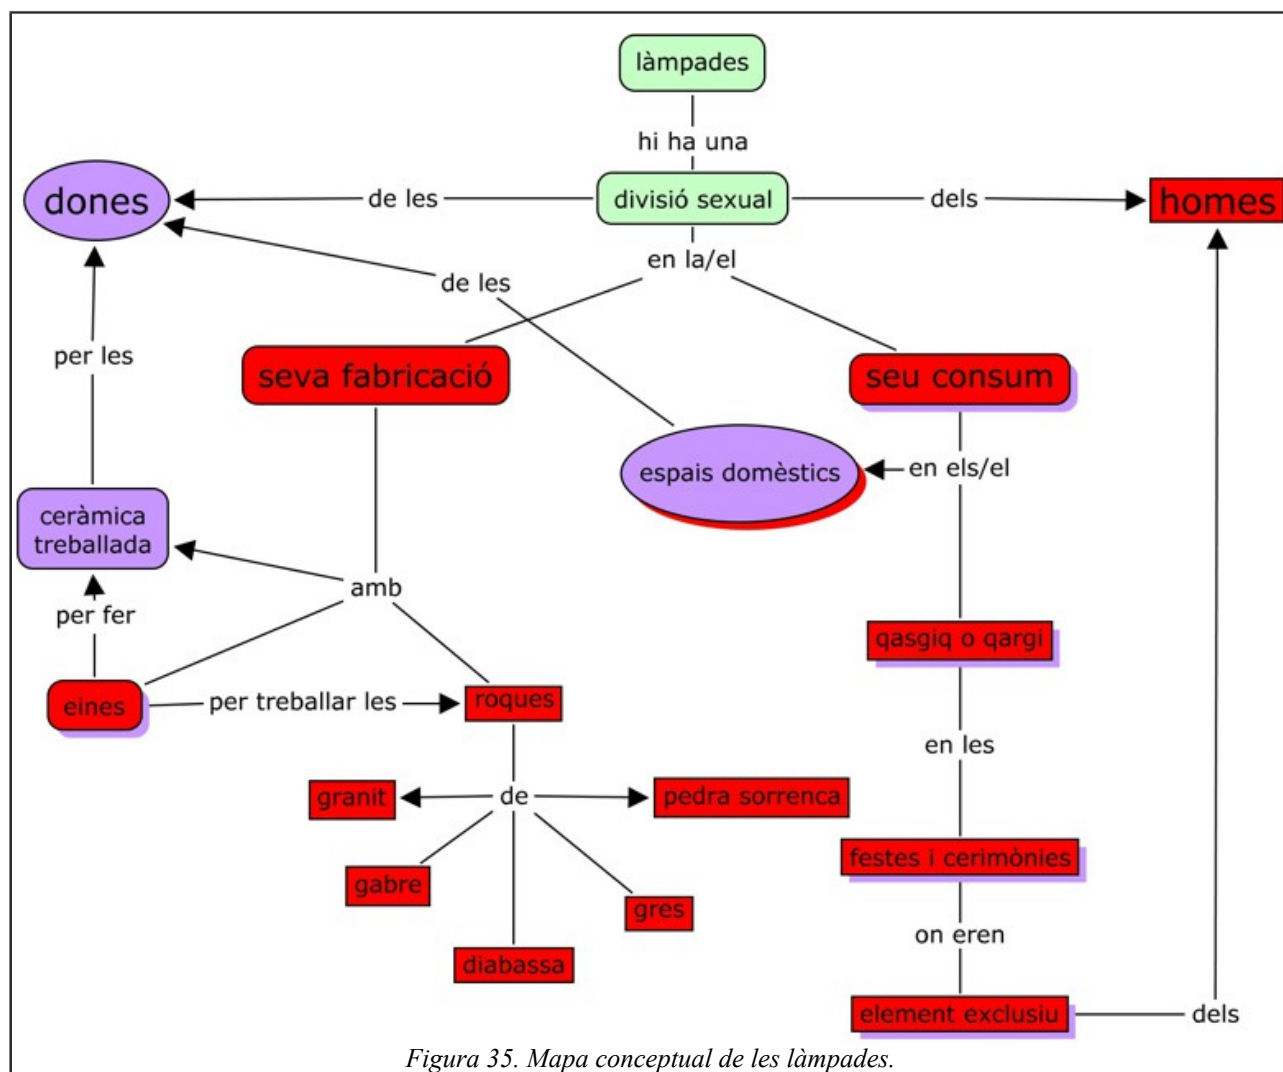 làmpades
hi ha una
dones
de les
divisió sexual
dels
homes
en la/el
de les
per les
seva fabricació
seu consum
espais domèstics
en els/el
ceràmica
treballada
amb
per fer
qasgiq o qargi
eines
per treballar les
roques
en les
granit
de
pedra sorrenca
festes i cerimònies
gabre
gres
on eren
diabassa
element exclusiu
dels
Figura 35. Mapa conceptual de les làmpades.